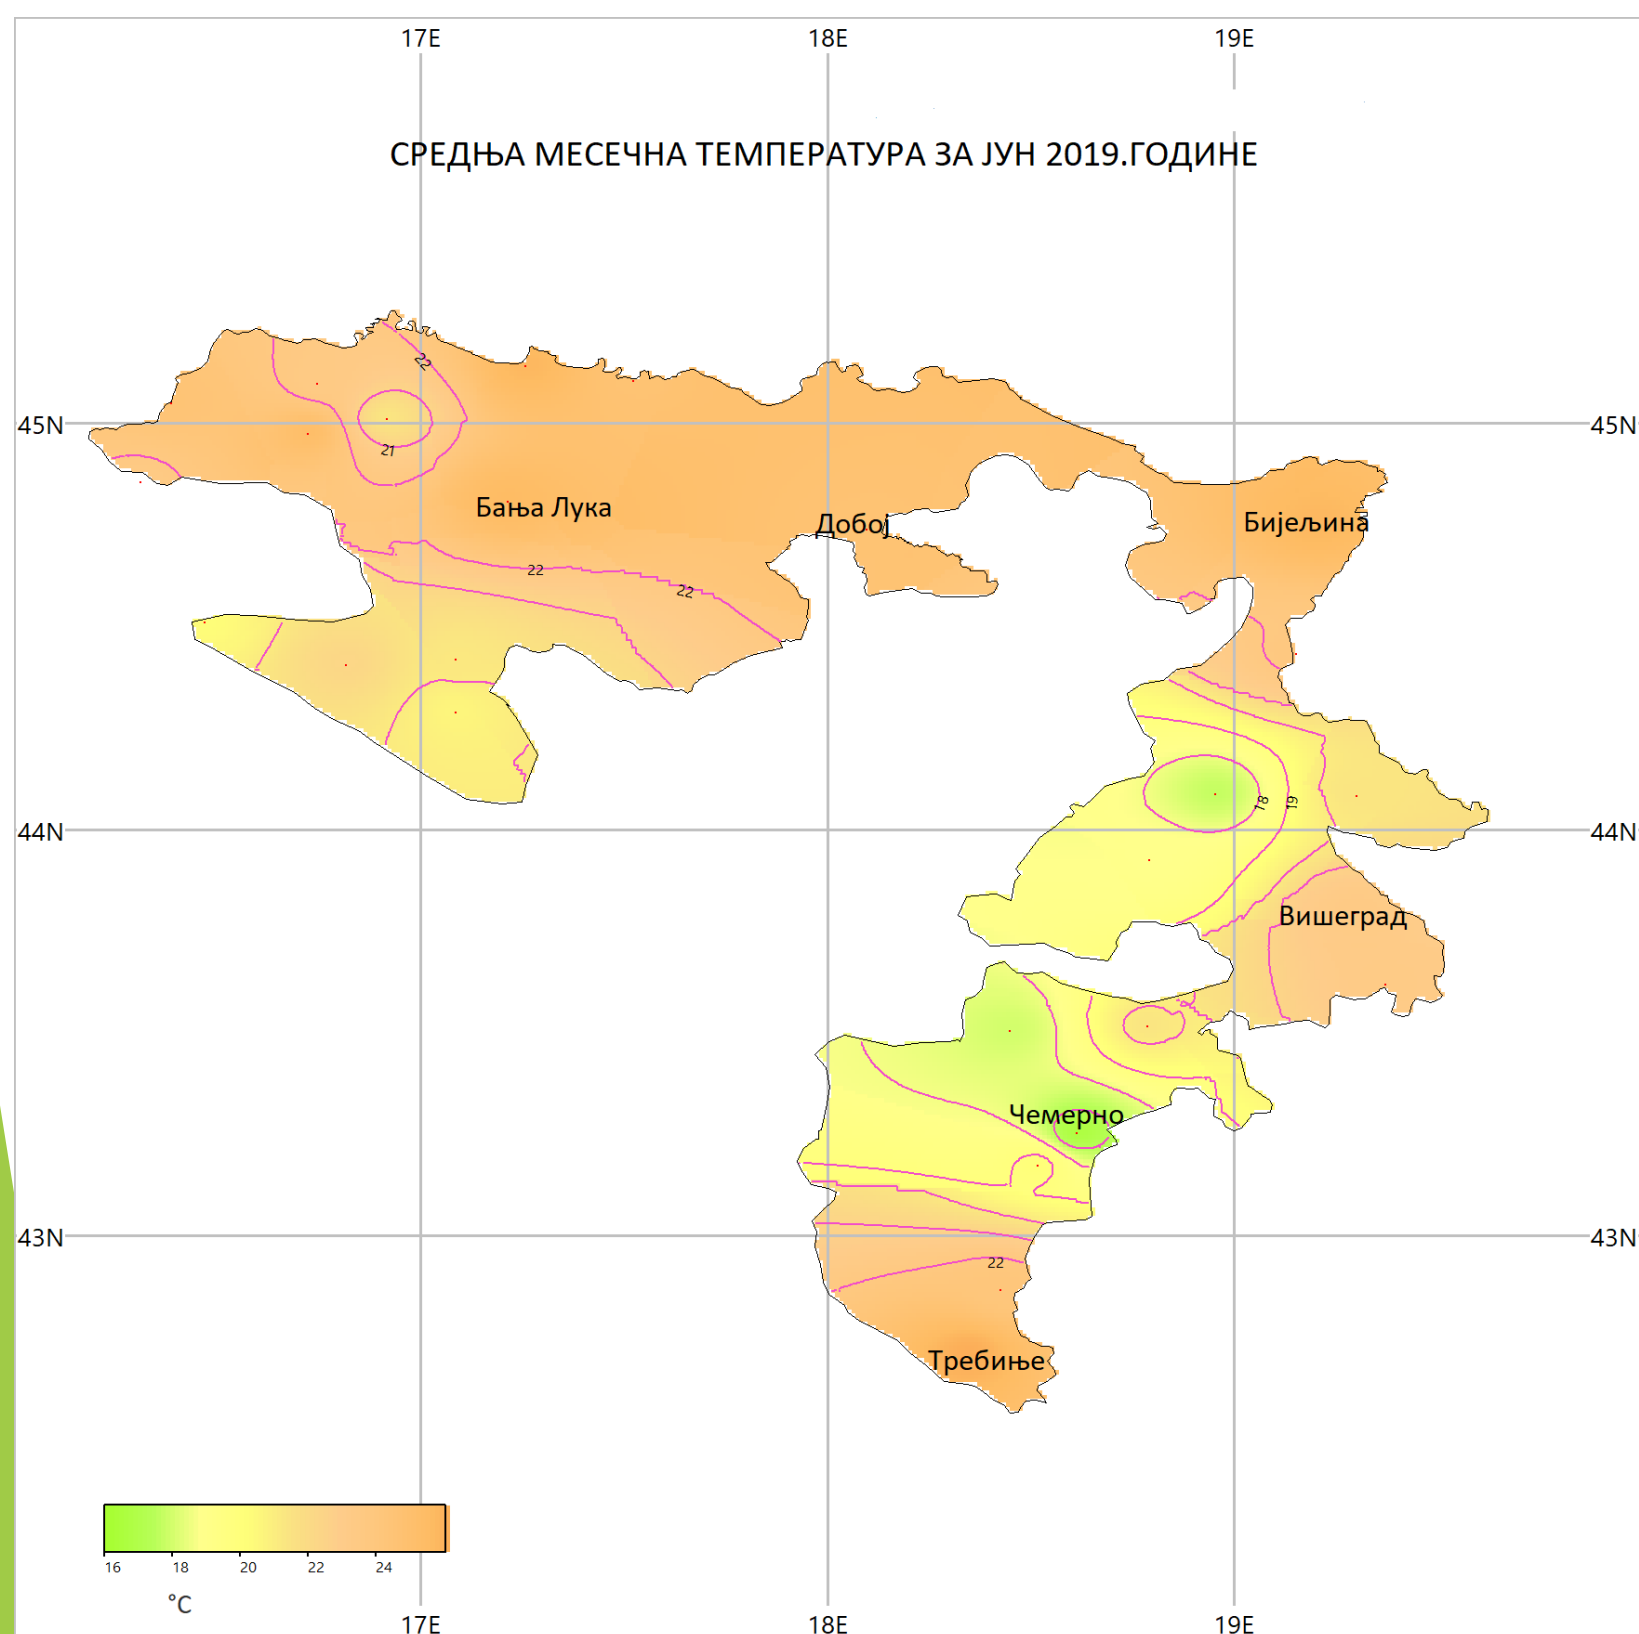 17E 18E 19E
СРЕДЊА МЕСЕЧНА ТЕМПЕРАТУРА ЗА ЈУН 2019.ГОДИНЕ
22
45N 45N
21
Бања Лука
Добој
Бијељина
22
22
18 19
44N 44N
Вишеград
Чемерно
43N 43N
22
Требиње
16 18 20 22 24
°C
17E 18E 19E